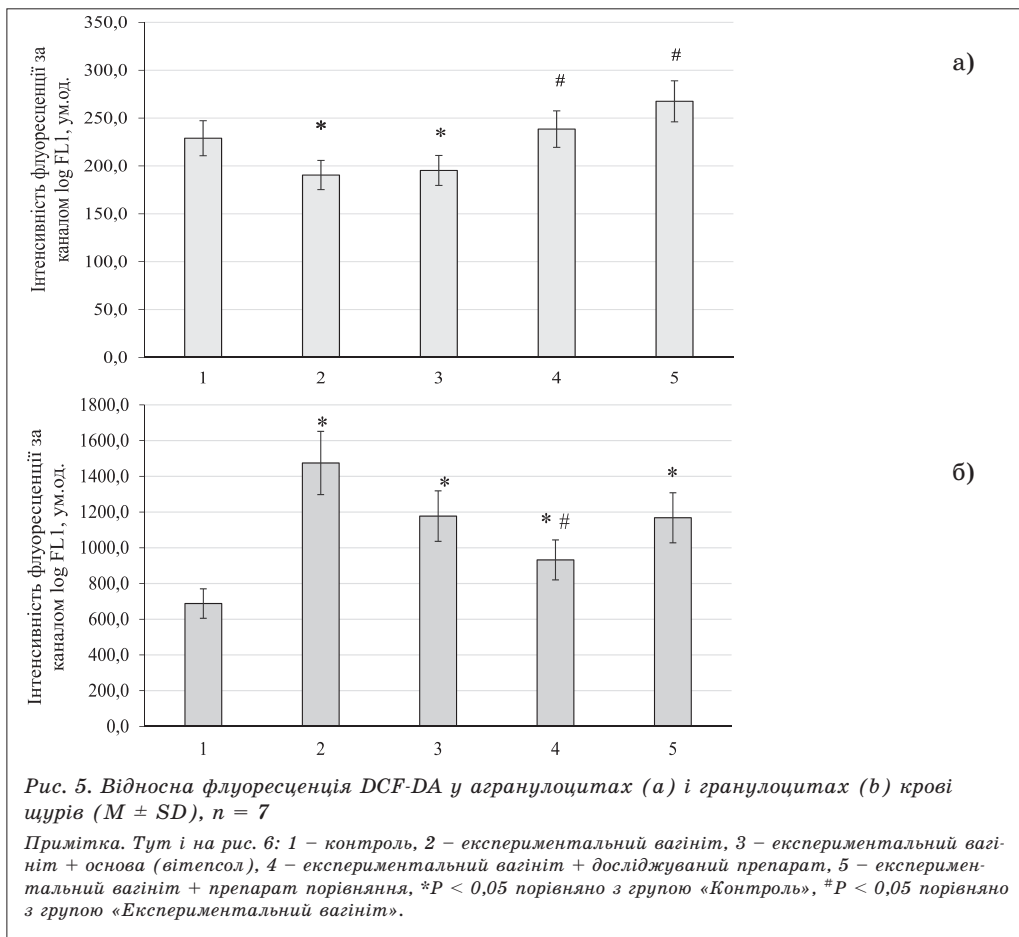 350,0
300,0
250,0
200,0
150,0
100,0
50,0
0,0
Інтенсивність флуоресценції за
каналом log FL1, ум.од.
* * # #
1 2 3 4 5
а)
1800,0
1600,0
1400,0
1200,0
1000,0
800,0
600,0
400,0
200,0
0,0
Інтенсивність флуоресценції за
каналом log FL1, ум.од.
* * * # *
1 2 3 4 5
б)
Рис. 5. Відносна флуоресценція DCF-DA у агранулоцитах (а) і гранулоцитах (b) крові
щурів (M ± SD), n = 7
Примітка. Тут і на рис. 6: 1 – контроль, 2 – експериментальний вагініт, 3 – експериментальний вагі-
ніт + основа (вітепсол), 4 – експериментальний вагініт + досліджуваний препарат, 5 – експеримен-
тальний вагініт + препарат порівняння, *P < 0,05 порівняно з групою «Контроль», #P < 0,05 порівняно
з групою «Експериментальний вагініт».